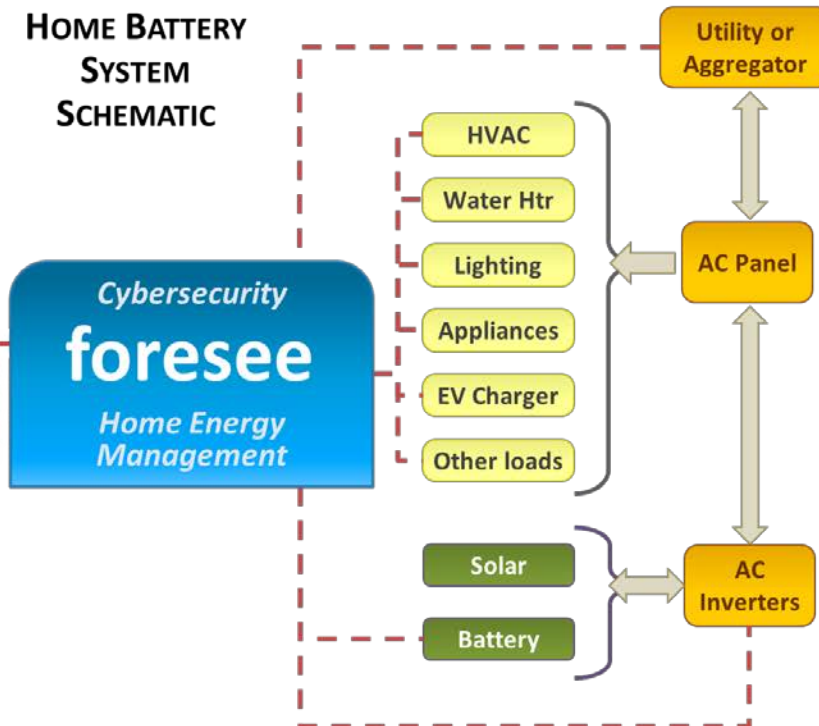 HOME BATTERY
SYSTEM
SCHEMATIC
Utility or
Aggregator
HVAC
Water Htr
Lighting
AC Panel
Cybersecurity
foresee
Home Energy
Management
Appliances
EV Charger
Other loads
Solar
Battery
AC
Inverters